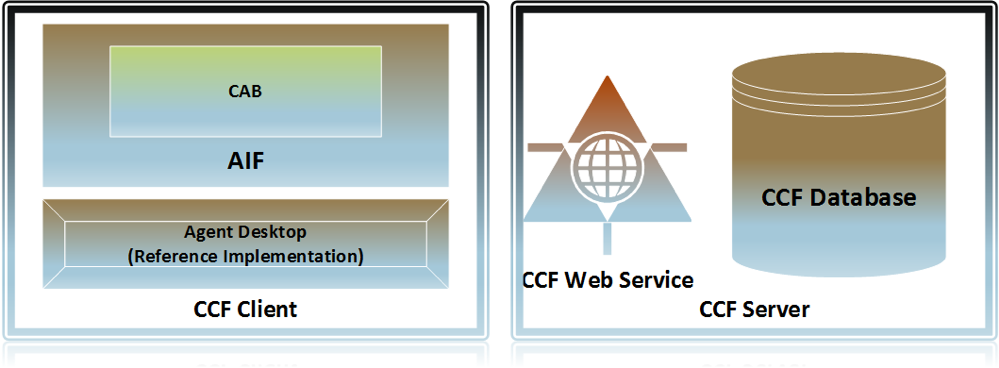 CAB
AIF
Agent Desktop
(Reference Implementation)
CCF Client
CCF Web Service
CCF Database
CCF Server